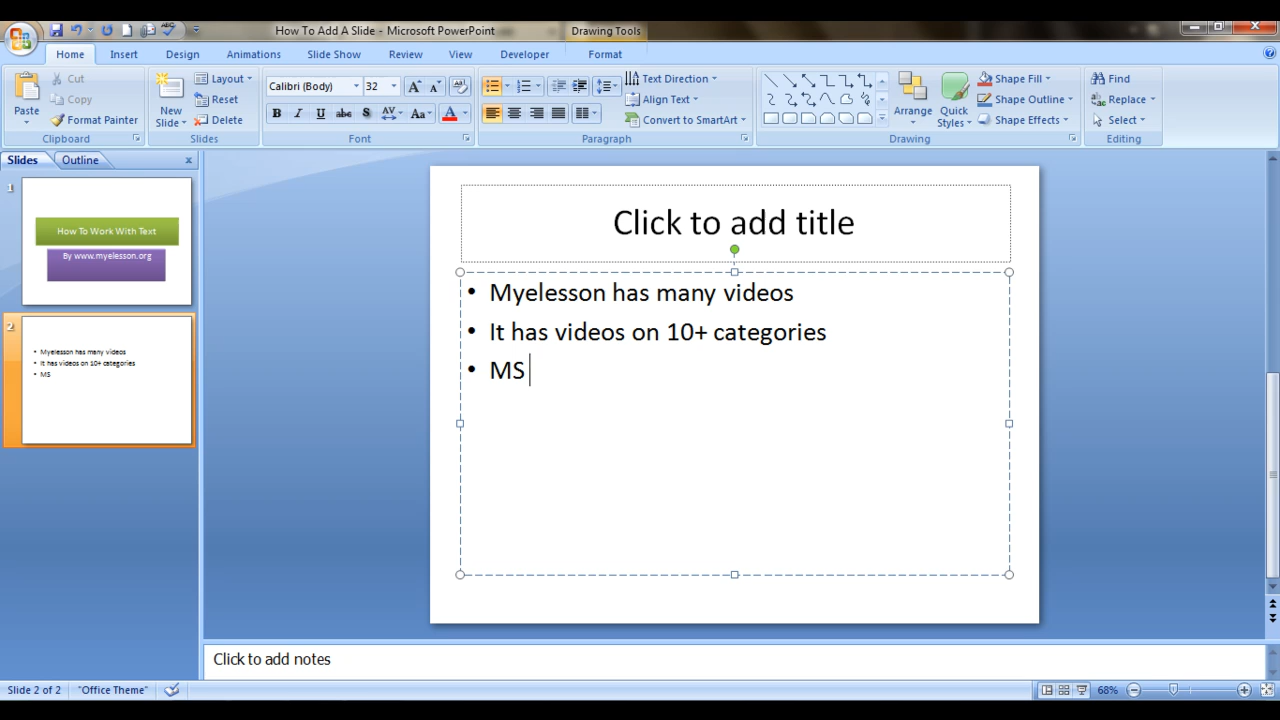 How To Add A Slide - Microsoft PowerPoint
Drawing Tools
Home Insert Design Animations Slide Show Review View Developer Format
Paste
Cut
Copy
Format Painter
Clipboard
New Slide
Layout
Reset
Delete
Slides
Calibri (Body) 32
B I U abc S AV Aa A
Font
Text Direction
Align Text
Convert to SmartArt
Paragraph
Arrange
Quick Styles
Shape Fill
Shape Outline
Shape Effects
Drawing
Find
Replace
Select
Editing
Slides Outline
1
How To Work With Text
By www.myelesson.org
2
• Myelesson has many videos
• It has videos on 10+ categories
• MS
Click to add title
• Myelesson has many videos
• It has videos on 10+ categories
• MS
Click to add notes
Slide 2 of 2 "Office Theme" 68%